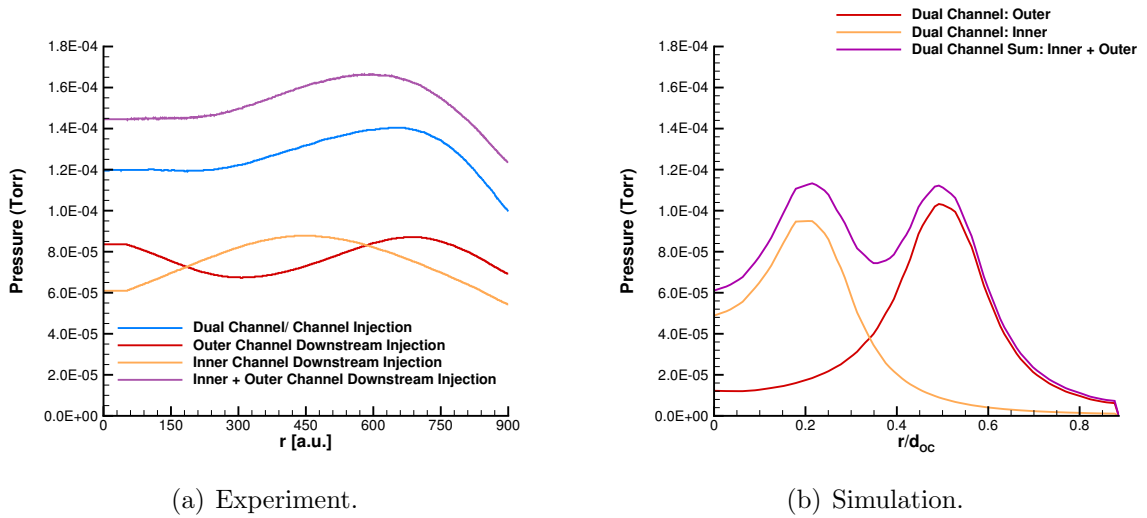 1.8E-04
1.6E-04
1.4E-04
1.2E-04
1.0E-04
8.0E-05
6.0E-05
4.0E-05
2.0E-05
0.0E+00
Pressure (Torr)
Dual Channel/ Channel Injection
Outer Channel Downstream Injection
Inner Channel Downstream Injection
Inner + Outer Channel Downstream Injection
0 150 300 450 600 750 900
r [a.u.]
(a) Experiment.
Dual Channel: Outer
Dual Channel: Inner
Dual Channel Sum: Inner + Outer
1.8E-04
1.6E-04
1.4E-04
1.2E-04
1.0E-04
8.0E-05
6.0E-05
4.0E-05
2.0E-05
0.0E+00
Pressure (Torr)
0 0.2 0.4 0.6 0.8
r/dOC
(b) Simulation.